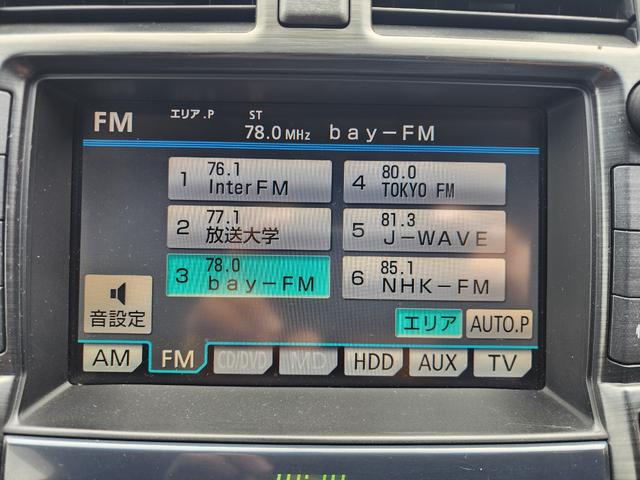 FM エリア.P ST 78.0 MHz bay-FM
1 76.1 InterFM
2 77.1 放送大学
3 78.0 bay-FM
4 80.0 TOKYO FM
5 81.3 J-WAVE
6 85.1 NHK-FM
音設定
エリア AUTO.P
AM FM CD/DVD MD HDD AUX TV